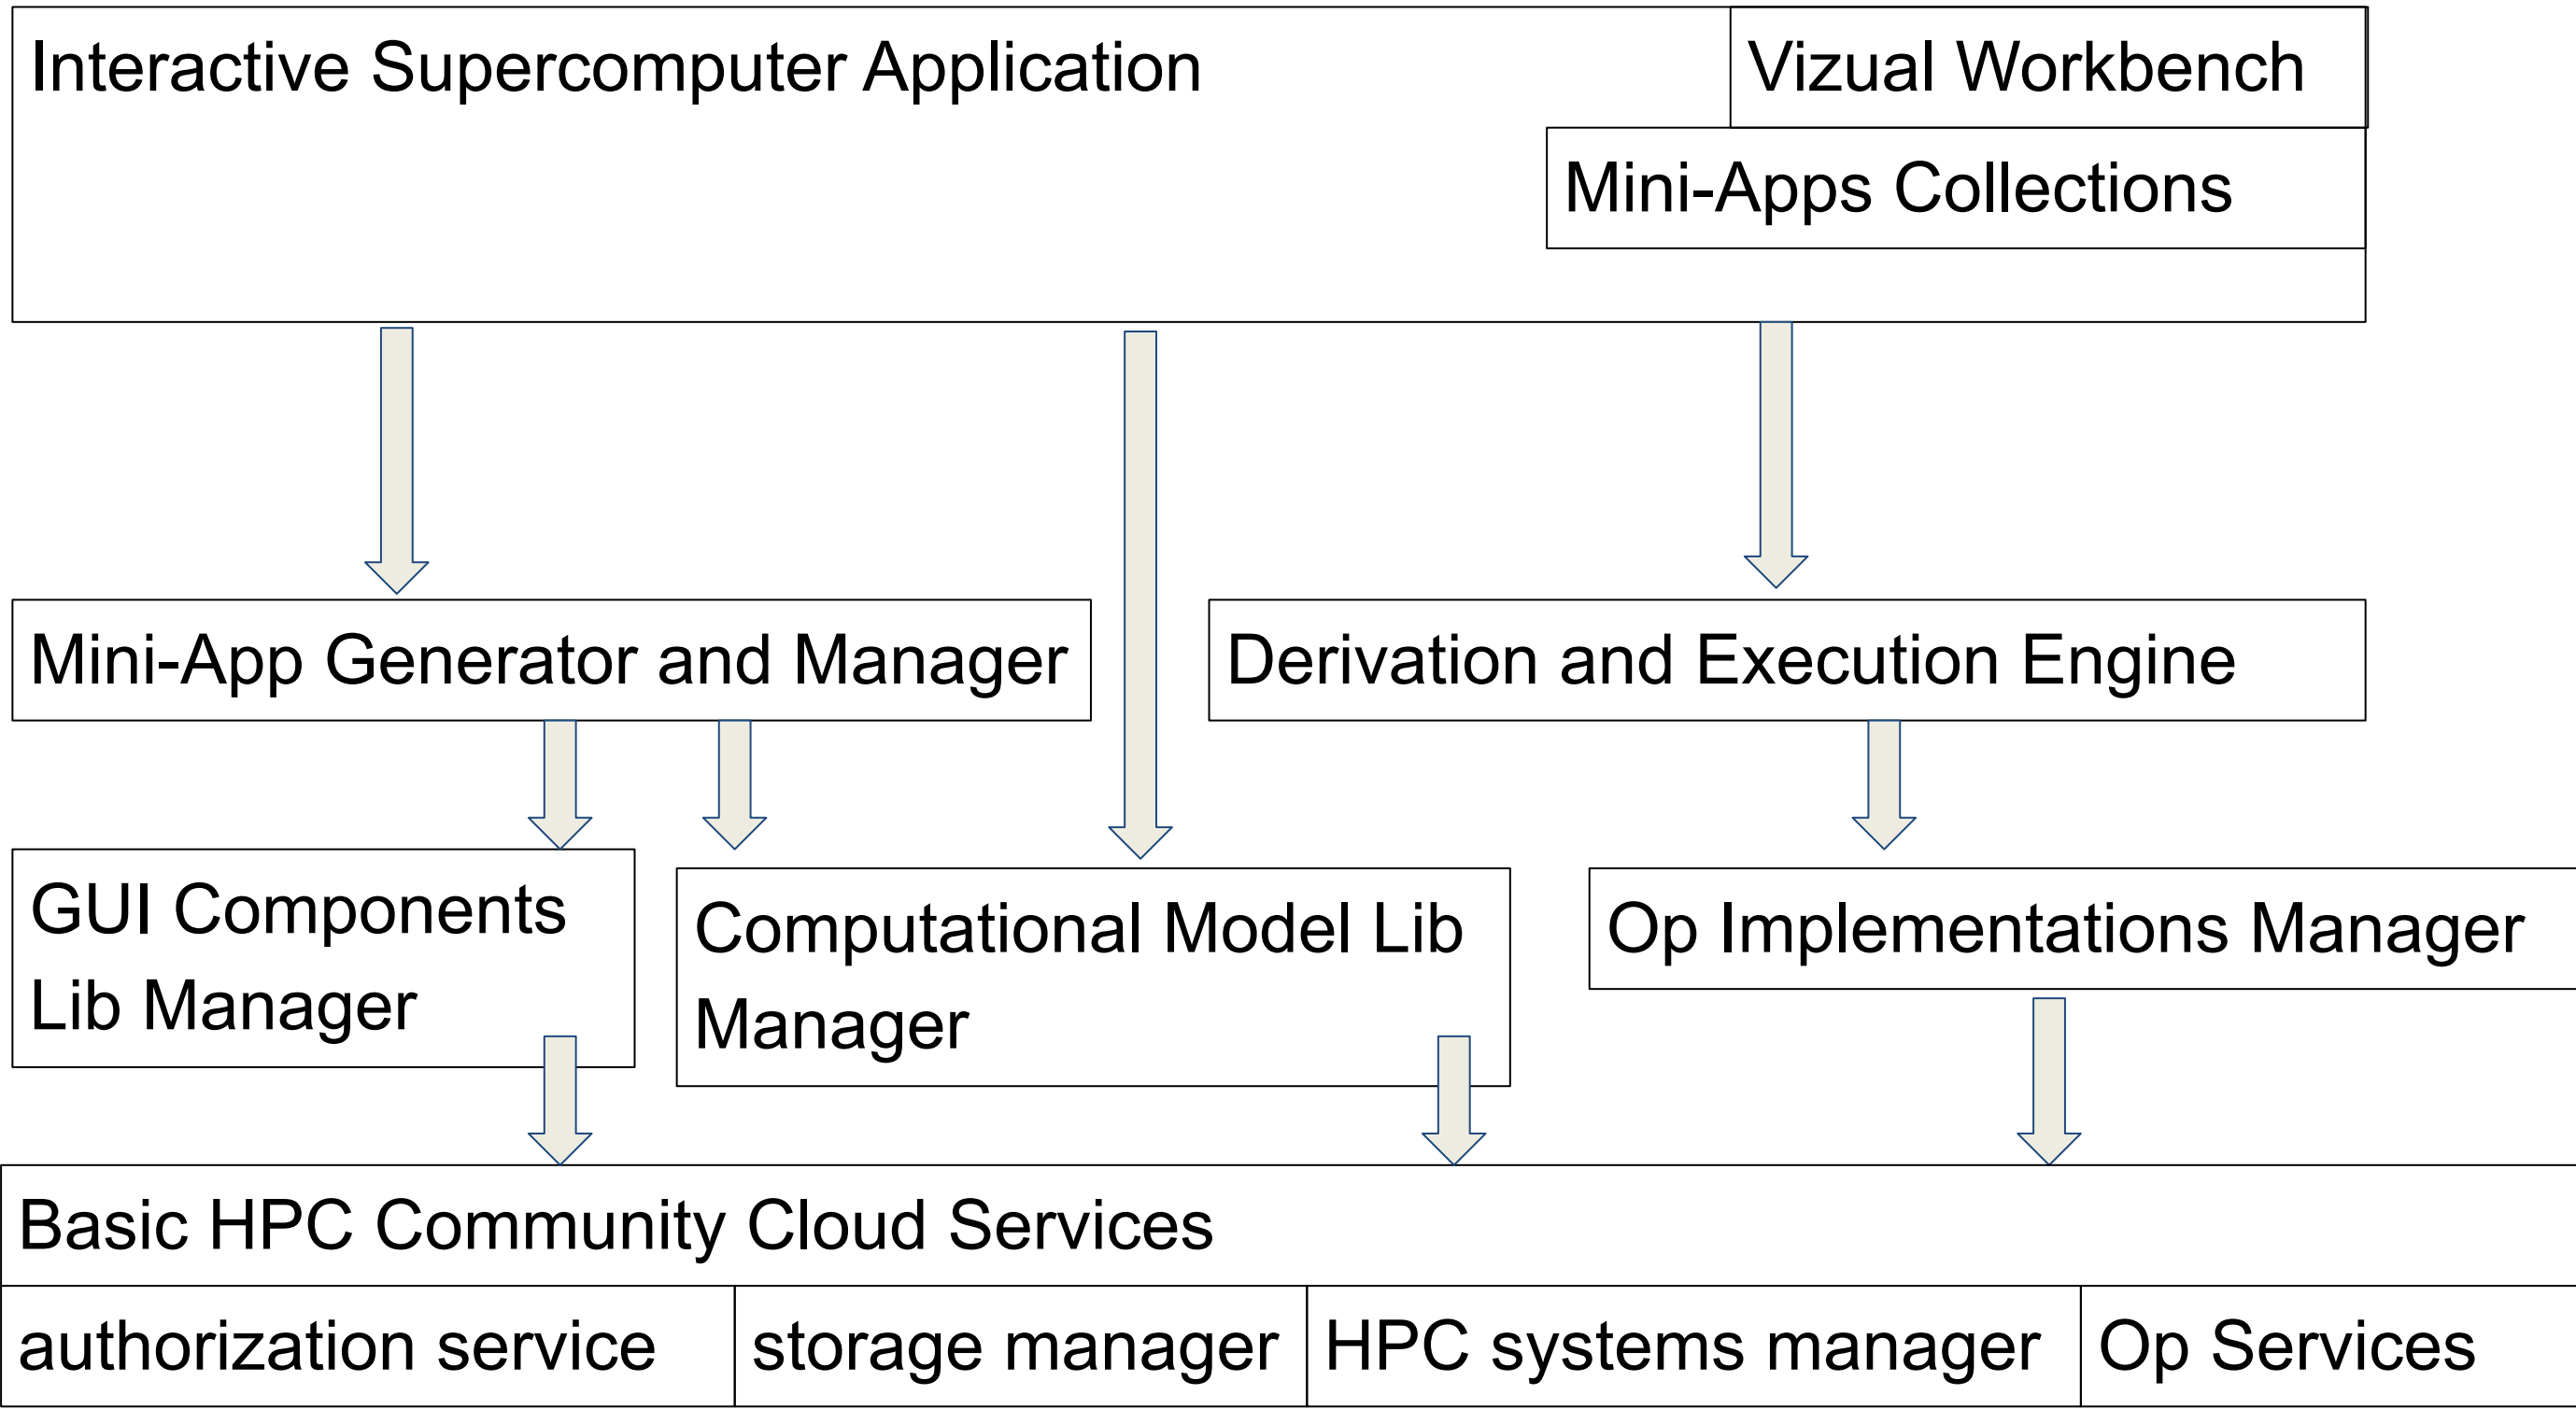 Interactive Supercomputer Application
Vizual Workbench
Mini-Apps Collections
Mini-App Generator and Manager
Derivation and Execution Engine
GUI Components
Lib Manager
Computational Model Lib
Manager
Op Implementations Manager
Basic HPC Community Cloud Services
authorization service
storage manager
HPC systems manager
Op Services